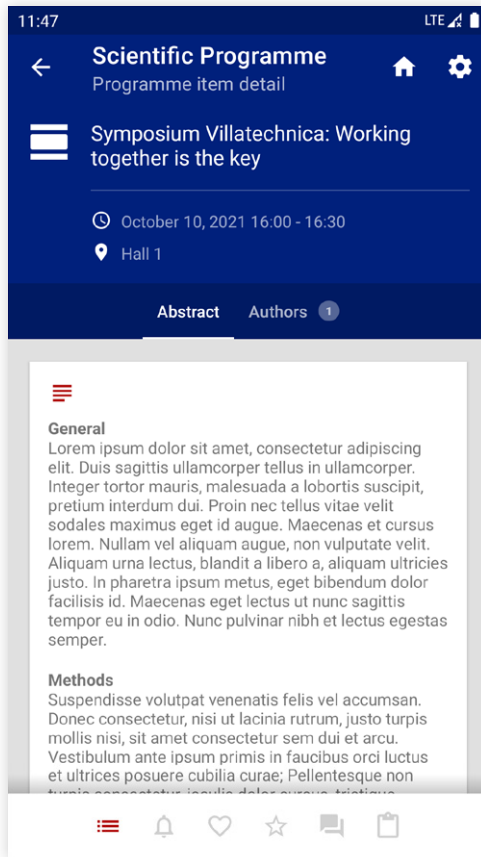 11:47 LTE
Scientific Programme
Programme item detail
Symposium Villatechnica: Working
together is the key
October 10, 2021 16:00 - 16:30
Hall 1
Abstract Authors 1
General
Lorem ipsum dolor sit amet, consectetur adipiscing
elit. Duis sagittis ullamcorper tellus in ullamcorper.
Integer tortor mauris, malesuada a lobortis suscipit,
pretium interdum dui. Proin nec tellus vitae velit
sodales maximus eget id augue. Maecenas et cursus
lorem. Nullam vel aliquam augue, non vulputate velit.
Aliquam urna lectus, blandit a libero a, aliquam ultricies
justo. In pharetra ipsum metus, eget bibendum dolor
facilisis id. Maecenas eget lectus ut nunc sagittis
tempor eu in odio. Nunc pulvinar nibh et lectus egestas
semper.
Methods
Suspendisse volutpat venenatis felis vel accumsan.
Donec consectetur, nisi ut lacinia rutrum, justo turpis
mollis nisi, sit amet consectetur sem dui et arcu.
Vestibulum ante ipsum primis in faucibus orci luctus
et ultrices posuere cubilia curae; Pellentesque non